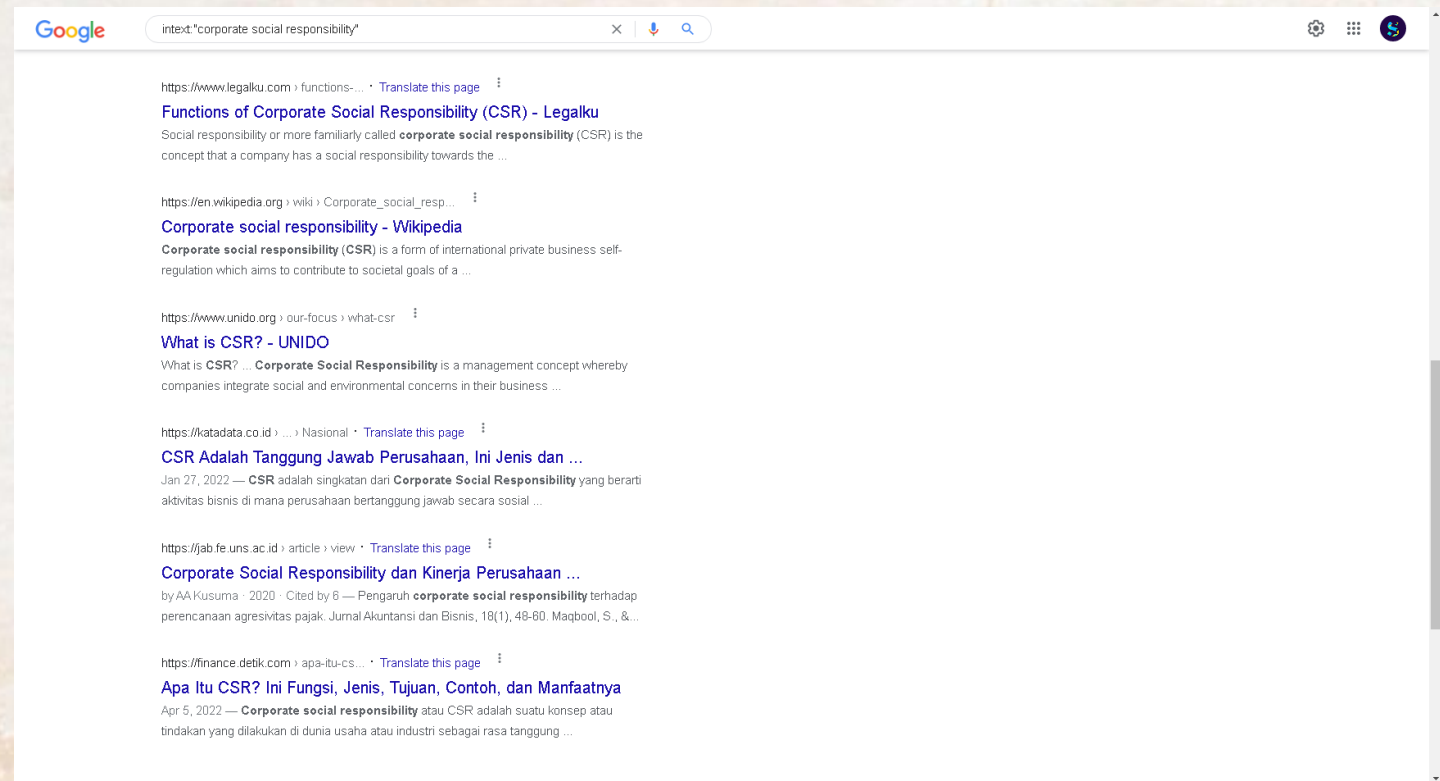 Google
intext:"corporate social responsibility"
https://www.legalku.com › functions-... · Translate this page
Functions of Corporate Social Responsibility (CSR) - Legalku
Social responsibility or more familiarly called corporate social responsibility (CSR) is the
concept that a company has a social responsibility towards the ...
https://en.wikipedia.org › wiki › Corporate_social_resp...
Corporate social responsibility - Wikipedia
Corporate social responsibility (CSR) is a form of international private business self-
regulation which aims to contribute to societal goals of a ...
https://www.unido.org › our-focus › what-csr
What is CSR? - UNIDO
What is CSR? ... Corporate Social Responsibility is a management concept whereby
companies integrate social and environmental concerns in their business ...
https://katadata.co.id › ... › Nasional · Translate this page
CSR Adalah Tanggung Jawab Perusahaan, Ini Jenis dan ...
Jan 27, 2022 — CSR adalah singkatan dari Corporate Social Responsibility yang berarti
aktivitas bisnis di mana perusahaan bertanggung jawab secara sosial ...
https://jab.fe.uns.ac.id › article › view · Translate this page
Corporate Social Responsibility dan Kinerja Perusahaan ...
by AA Kusuma · 2020 · Cited by 6 — Pengaruh corporate social responsibility terhadap
perencanaan agresivitas pajak. Jurnal Akuntansi dan Bisnis, 18(1), 48-60. Maqbool, S., &...
https://finance.detik.com › apa-itu-cs... · Translate this page
Apa Itu CSR? Ini Fungsi, Jenis, Tujuan, Contoh, dan Manfaatnya
Apr 5, 2022 — Corporate social responsibility atau CSR adalah suatu konsep atau
tindakan yang dilakukan di dunia usaha atau industri sebagai rasa tanggung ...